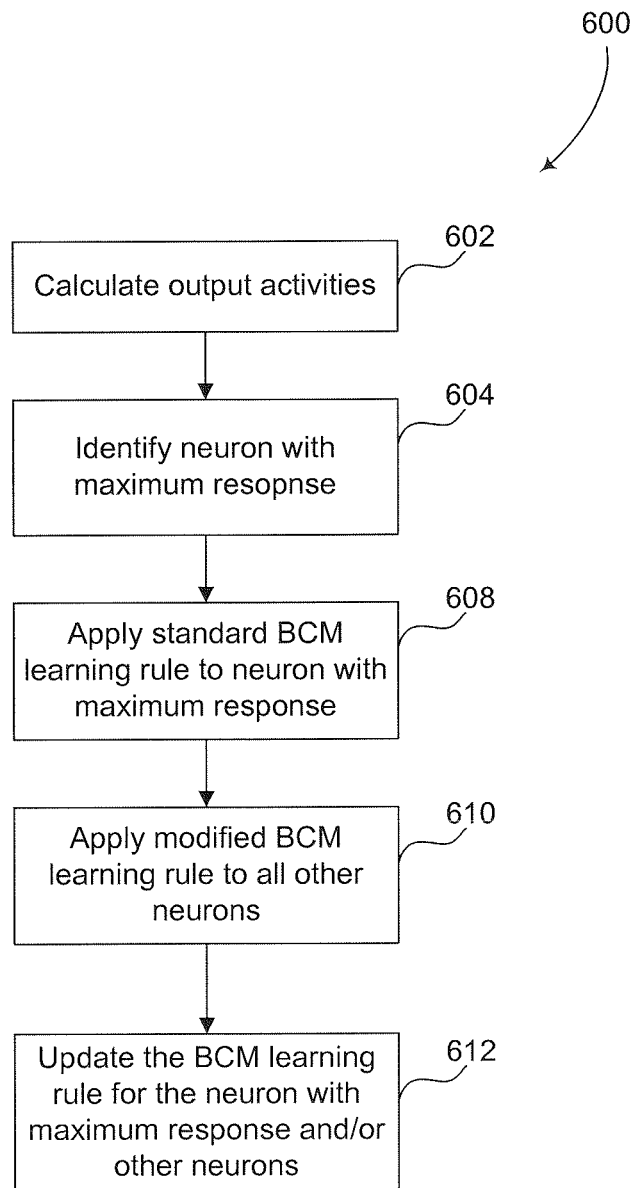 600
602
Calculate output activities
604
Identify neuron with
maximum resopnse
608
Apply standard BCM
learning rule to neuron with
maximum response
610
Apply modified BCM
learning rule to all other
neurons
612
Update the BCM learning
rule for the neuron with
maximum response and/or
other neurons